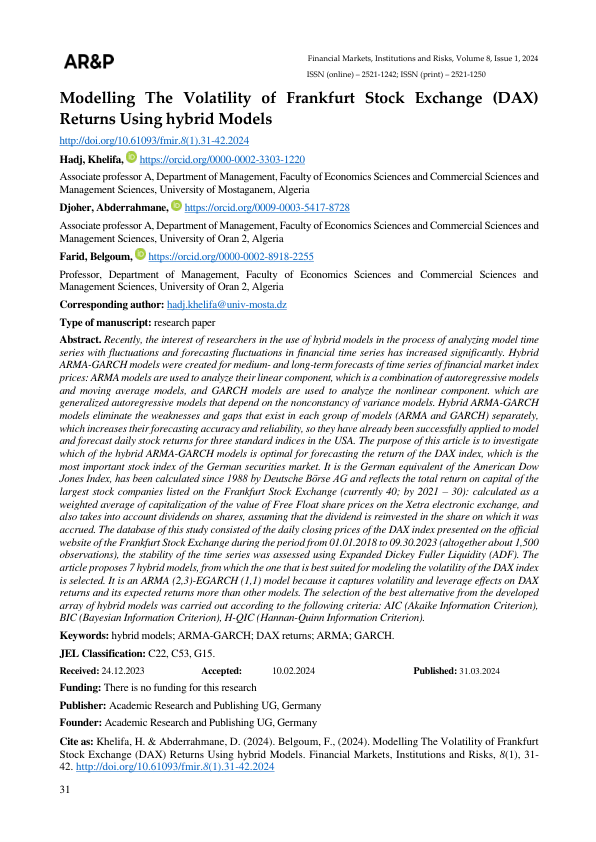 AR&P
Financial Markets, Institutions and Risks, Volume 8, Issue 1, 2024
ISSN (online) – 2521-1242; ISSN (print) – 2521-1250
Modelling The Volatility of Frankfurt Stock Exchange (DAX)
Returns Using hybrid Models
http://doi.org/10.61093/fmir.8(1).31-42.2024
Hadj, Khelifa, iD https://orcid.org/0000-0002-3303-1220
Associate professor A, Department of Management, Faculty of Economics Sciences and Commercial Sciences and
Management Sciences, University of Mostaganem, Algeria
Djoher, Abderrahmane, iD https://orcid.org/0009-0003-5417-8728
Associate professor A, Department of Management, Faculty of Economics Sciences and Commercial Sciences and
Management Sciences, University of Oran 2, Algeria
Farid, Belgoum, iD https://orcid.org/0000-0002-8918-2255
Professor, Department of Management, Faculty of Economics Sciences and Commercial Sciences and
Management Sciences, University of Oran 2, Algeria
Corresponding author: hadj.khelifa@univ-mosta.dz
Type of manuscript: research paper
Abstract. Recently, the interest of researchers in the use of hybrid models in the process of analyzing model time
series with fluctuations and forecasting fluctuations in financial time series has increased significantly. Hybrid
ARMA-GARCH models were created for medium- and long-term forecasts of time series of financial market index
prices: ARMA models are used to analyze their linear component, which is a combination of autoregressive models
and moving average models, and GARCH models are used to analyze the nonlinear component. which are
generalized autoregressive models that depend on the nonconstancy of variance models. Hybrid ARMA-GARCH
models eliminate the weaknesses and gaps that exist in each group of models (ARMA and GARCH) separately,
which increases their forecasting accuracy and reliability, so they have already been successfully applied to model
and forecast daily stock returns for three standard indices in the USA. The purpose of this article is to investigate
which of the hybrid ARMA-GARCH models is optimal for forecasting the return of the DAX index, which is the
most important stock index of the German securities market. It is the German equivalent of the American Dow
Jones Index, has been calculated since 1988 by Deutsche Börse AG and reflects the total return on capital of the
largest stock companies listed on the Frankfurt Stock Exchange (currently 40; by 2021 – 30): calculated as a
weighted average of capitalization of the value of Free Float share prices on the Xetra electronic exchange, and
also takes into account dividends on shares, assuming that the dividend is reinvested in the share on which it was
accrued. The database of this study consisted of the daily closing prices of the DAX index presented on the official
website of the Frankfurt Stock Exchange during the period from 01.01.2018 to 09.30.2023 (altogether about 1,500
observations), the stability of the time series was assessed using Expanded Dickey Fuller Liquidity (ADF). The
article proposes 7 hybrid models, from which the one that is best suited for modeling the volatility of the DAX index
is selected. It is an ARMA (2,3)-EGARCH (1,1) model because it captures volatility and leverage effects on DAX
returns and its expected returns more than other models. The selection of the best alternative from the developed
array of hybrid models was carried out according to the following criteria: AIC (Akaike Information Criterion),
BIC (Bayesian Information Criterion), H-QIC (Hannan-Quinn Information Criterion).
Keywords: hybrid models; ARMA-GARCH; DAX returns; ARMA; GARCH.
JEL Classification: C22, C53, G15.
Received: 24.12.2023 Accepted: 10.02.2024 Published: 31.03.2024
Funding: There is no funding for this research
Publisher: Academic Research and Publishing UG, Germany
Founder: Academic Research and Publishing UG, Germany
Cite as: Khelifa, H. & Abderrahmane, D. (2024). Belgoum, F., (2024). Modelling The Volatility of Frankfurt
Stock Exchange (DAX) Returns Using hybrid Models. Financial Markets, Institutions and Risks, 8(1), 31-
42. http://doi.org/10.61093/fmir.8(1).31-42.2024
31